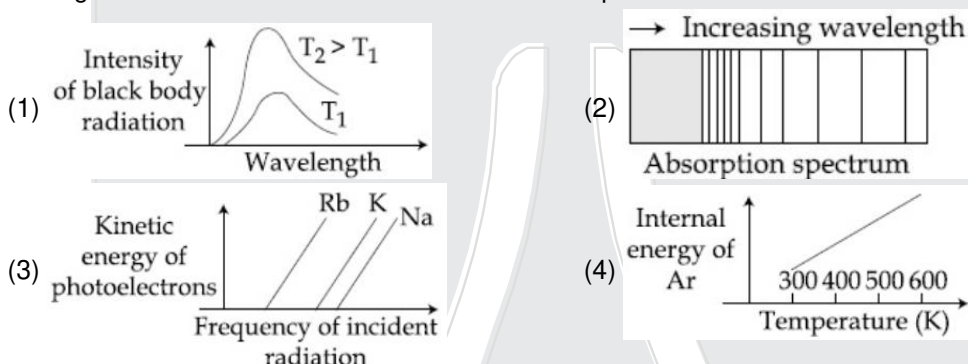 (1)
Intensity
of black body
radiation
T₂ > T₁
T₁
Wavelength
(2)
→ Increasing wavelength
Absorption spectrum
(3)
Kinetic
energy of
photoelectrons
Rb K Na
Frequency of incident
radiation
(4)
Internal
energy of
Ar
300 400 500 600
Temperature (K)